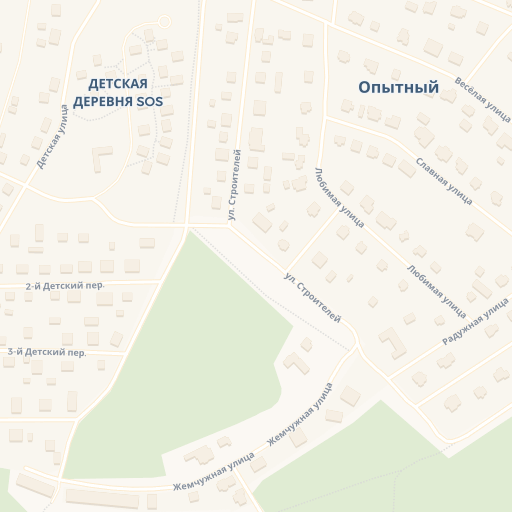 ДЕТСКАЯ
ДЕРЕВНЯ SOS
Опытный
Весёлая улица
Детская улица
ул. Строителей
Славная улица
Любимая улица
Любимая улица
ул. Строителей
2-й Детский пер.
Радужная улица
3-й Детский пер.
Жемчужная улица
Жемчужная улица